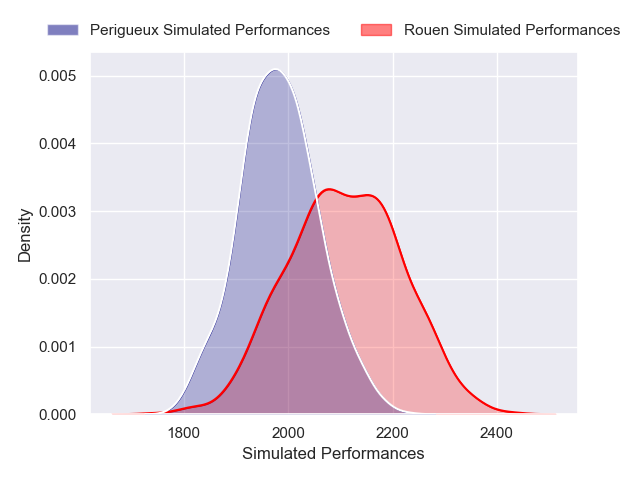 Perigueux Simulated Performances Rouen Simulated Performances
0.005
0.004
0.003
0.002
0.001
0.000
Density
1800 2000 2200 2400
Simulated Performances